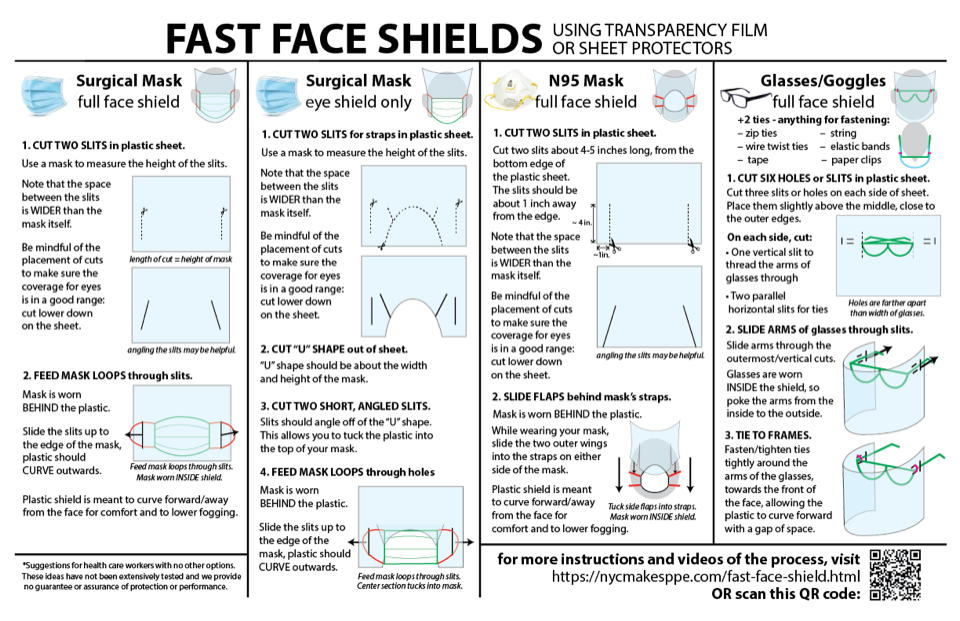 FAST FACE SHIELDS
USING TRANSPARENCY FILM
OR SHEET PROTECTORS
Surgical Mask
full face shield
1. CUT TWO SLITS in plastic sheet.
Use a mask to measure the height of the slits.
Note that the space
between the slits
is WIDER than the
mask itself.
Be mindful of the
placement of cuts
to make sure the
coverage for eyes
is in a good range:
cut lower down
on the sheet.
length of cut = height of mask
angling the slits may be helpful.
2. FEED MASK LOOPS through slits.
Mask is worn
BEHIND the plastic.
Slide the slits up to
the edge of the mask,
plastic should
CURVE outwards.
Feed mask loops through slits.
Mask worn INSIDE shield.
Plastic shield is meant to curve forward/away
from the face for comfort and to lower fogging.
*Suggestions for health care workers with no other options.
These ideas have not been extensively tested and we provide
no guarantee or assurance of protection or performance.
Surgical Mask
eye shield only
1. CUT TWO SLITS for straps in plastic sheet.
Use a mask to measure the height of the slits.
Note that the space
between the slits
is WIDER than the
mask itself.
Be mindful of the
placement of cuts
to make sure the
coverage for eyes
is in a good range:
cut lower down
on the sheet.
2. CUT “U” SHAPE out of sheet.
“U” shape should be about the width
and height of the mask.
3. CUT TWO SHORT, ANGLED SLITS.
Slits should angle off of the “U” shape.
This allows you to tuck the plastic into
the top of your mask.
4. FEED MASK LOOPS through holes
Mask is worn
BEHIND the plastic.
Slide the slits up to
the edge of the
mask, plastic should
CURVE outwards.
Feed mask loops through slits.
Center section tucks into mask.
N95 Mask
full face shield
1. CUT TWO SLITS in plastic sheet.
Cut two slits about 4-5 inches long, from the
bottom edge of
the plastic sheet.
The slits should be
about 1 inch away
from the edge.
~ 4in.
~1in.
Note that the space
between the slits
is WIDER than the
mask itself.
Be mindful of the
placement of cuts
to make sure the
coverage for eyes
is in a good range:
cut lower down
on the sheet.
angling the slits may be helpful.
2. SLIDE FLAPS behind mask’s straps.
Mask is worn BEHIND the plastic.
While wearing your mask,
slide the two outer wings
into the straps on either
side of the mask.
Plastic shield is meant
to curve forward/away
from the face for
comfort and to lower fogging.
Tuck side flaps into straps.
Mask worn INSIDE shield.
Glasses/Goggles
full face shield
+2 ties - anything for fastening:
– zip ties
– string
– wire twist ties
– elastic bands
– tape
– paper clips
1. CUT SIX HOLES or SLITS in plastic sheet.
Cut three slits or holes on each side of sheet.
Place them slightly above the middle, close to
the outer edges.
On each side, cut:
• One vertical slit to
thread the arms of
glasses through
• Two parallel
horizontal slits for ties
Holes are farther apart
than width of glasses.
2. SLIDE ARMS of glasses through slits.
Slide arms through the
outermost/vertical cuts.
Glasses are worn
INSIDE the shield, so
poke the arms from the
inside to the outside.
3. TIE TO FRAMES.
Fasten/tighten ties
tightly around the
arms of the glasses,
towards the front of
the face, allowing the
plastic to curve forward
with a gap of space.
for more instructions and videos of the process, visit
https://nycmakesppe.com/fast-face-shield.html
OR scan this QR code: